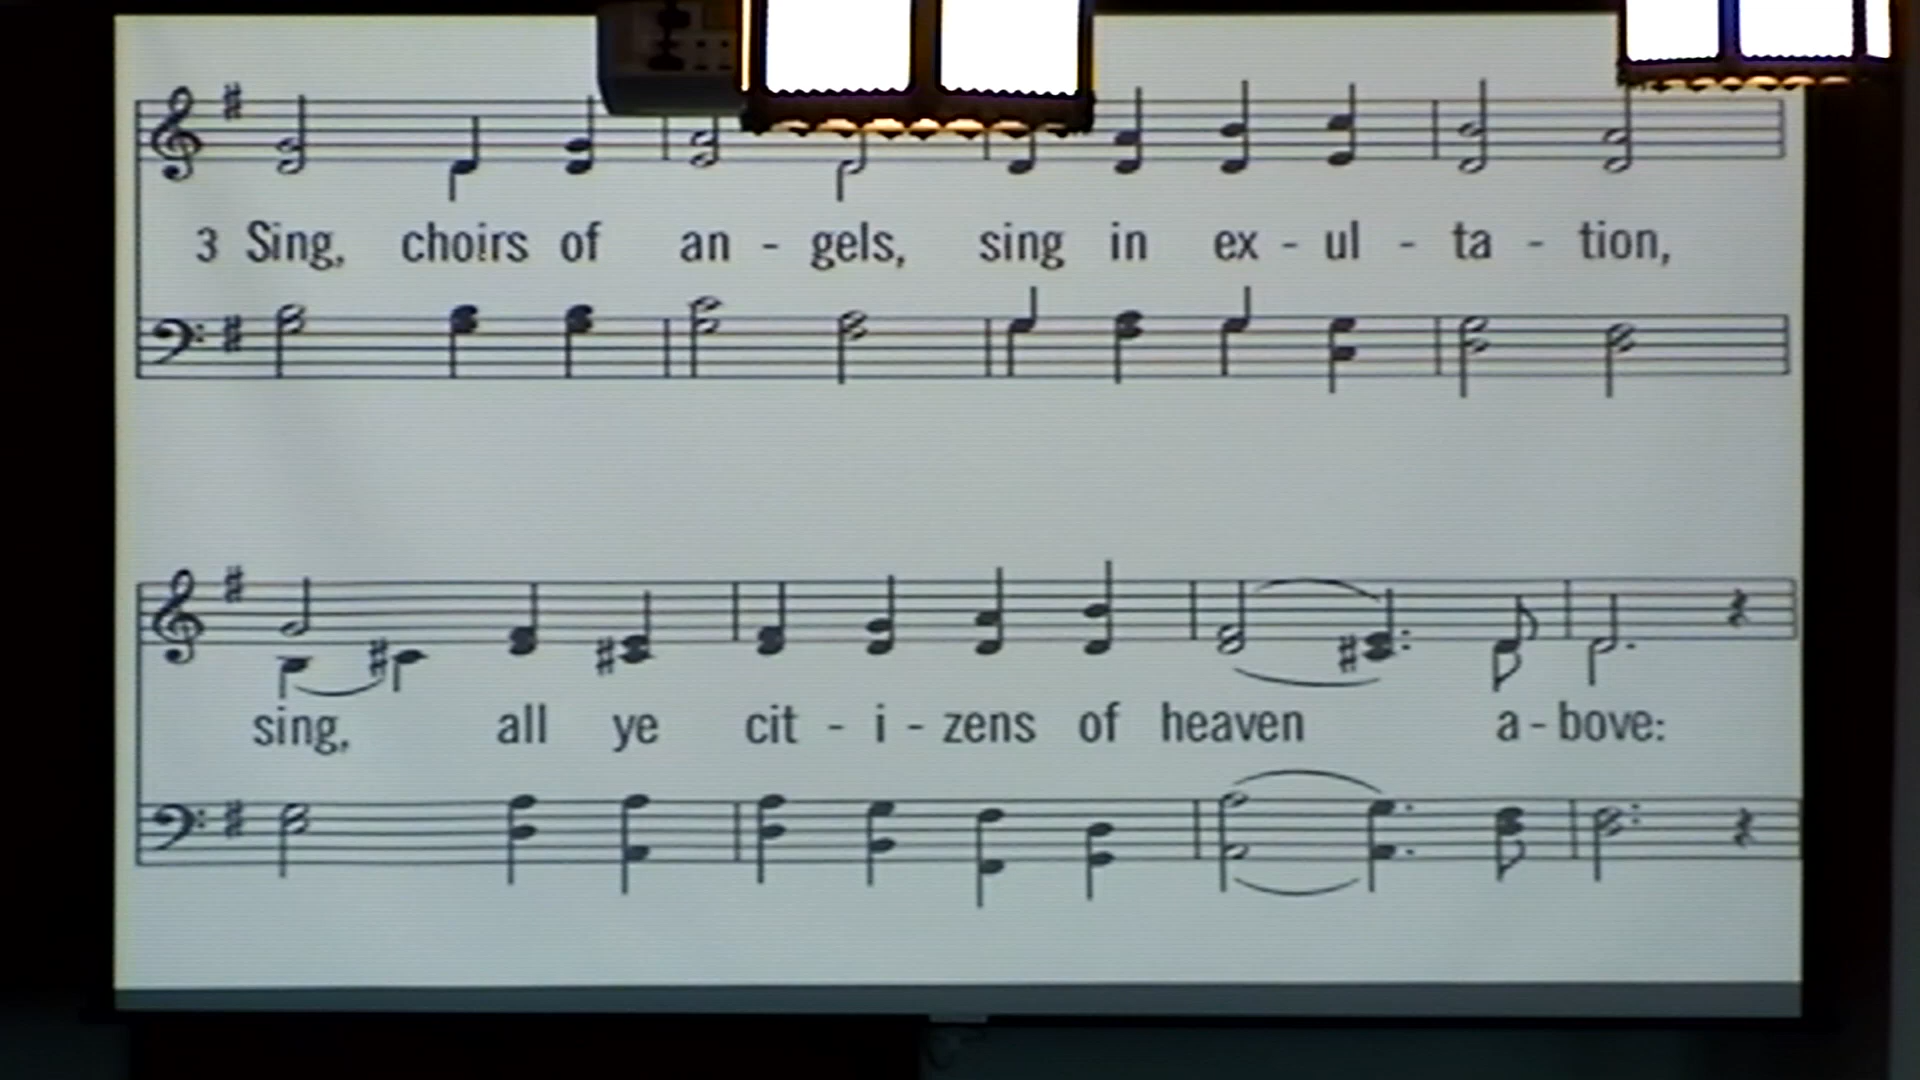 3 Sing, choirs of an - gels, sing in ex - ul - ta - tion,
sing, all ye cit - i - zens of heaven a - bove: